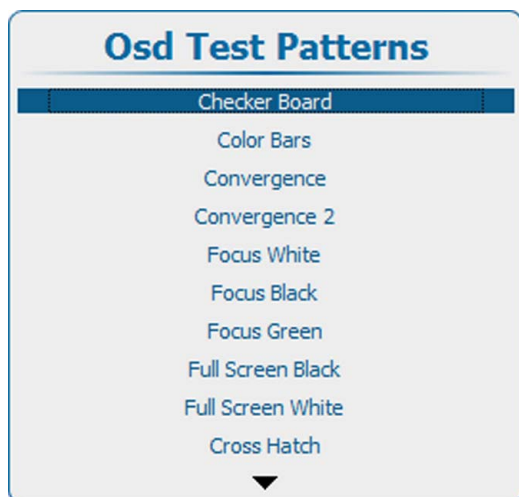 Osd Test Patterns
Checker Board
Color Bars
Convergence
Convergence 2
Focus White
Focus Black
Focus Green
Full Screen Black
Full Screen White
Cross Hatch